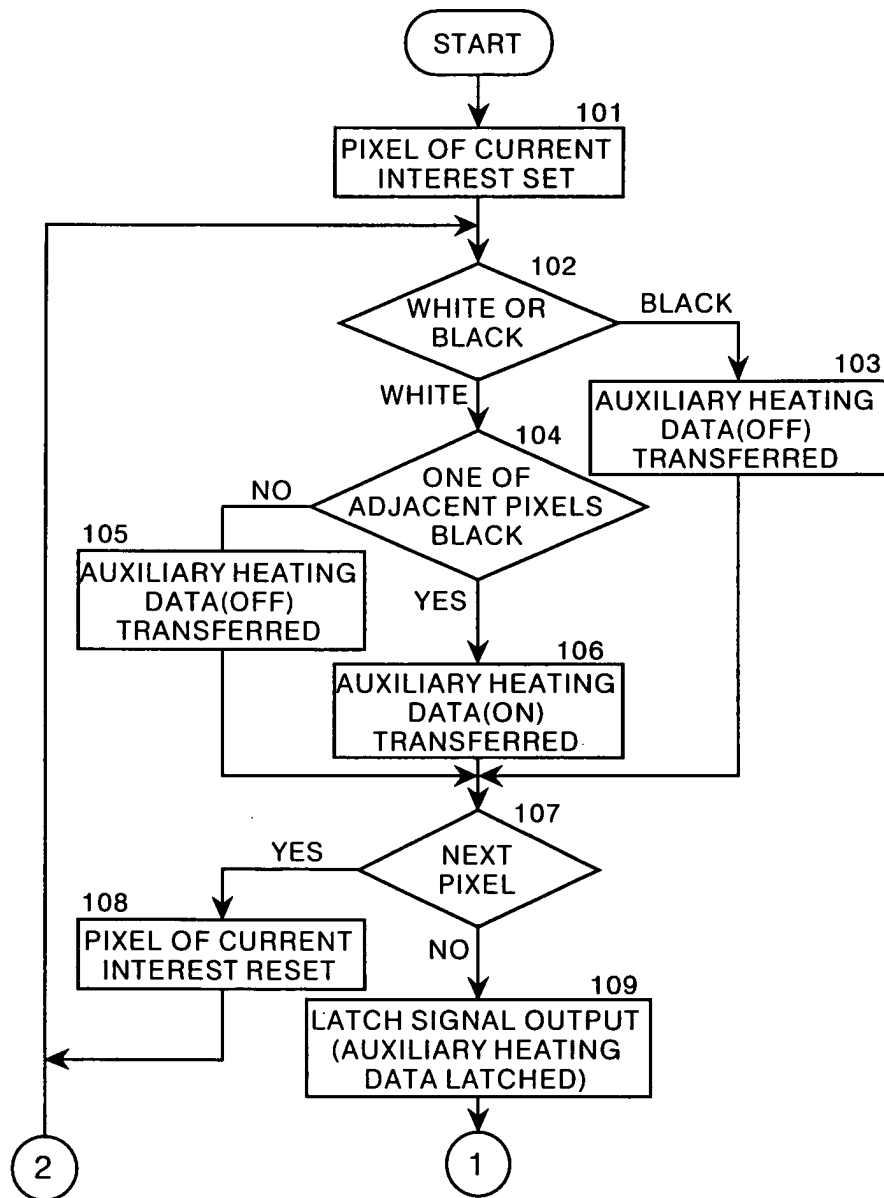 START
101
PIXEL OF CURRENT
INTEREST SET
102
WHITE OR
BLACK
BLACK
WHITE
103
AUXILIARY HEATING
DATA(OFF)
TRANSFERRED
104
ONE OF
ADJACENT PIXELS
BLACK
NO
YES
105
AUXILIARY HEATING
DATA(OFF)
TRANSFERRED
106
AUXILIARY HEATING
DATA(ON)
TRANSFERRED
107
NEXT
PIXEL
YES
NO
108
PIXEL OF CURRENT
INTEREST RESET
109
LATCH SIGNAL OUTPUT
(AUXILIARY HEATING
DATA LATCHED)
2
1